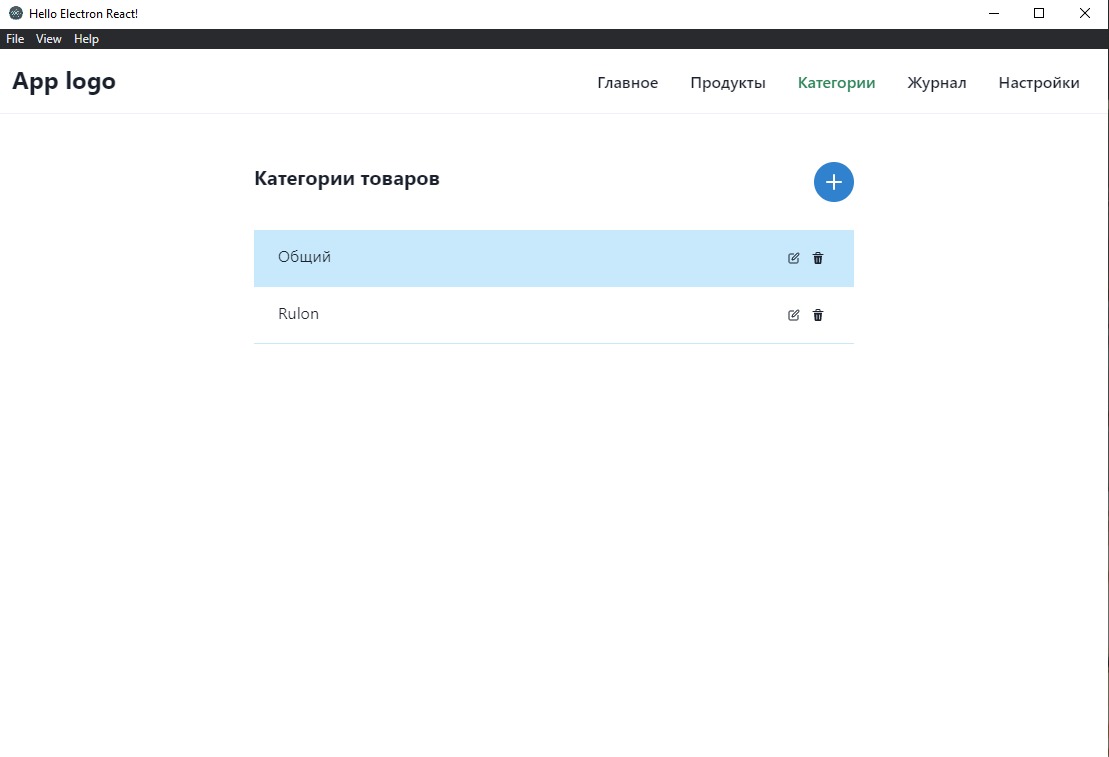 Hello Electron React!
File View Help
App logo
Главное Продукты Категории Журнал Настройки
Категории товаров
Общий
Rulon